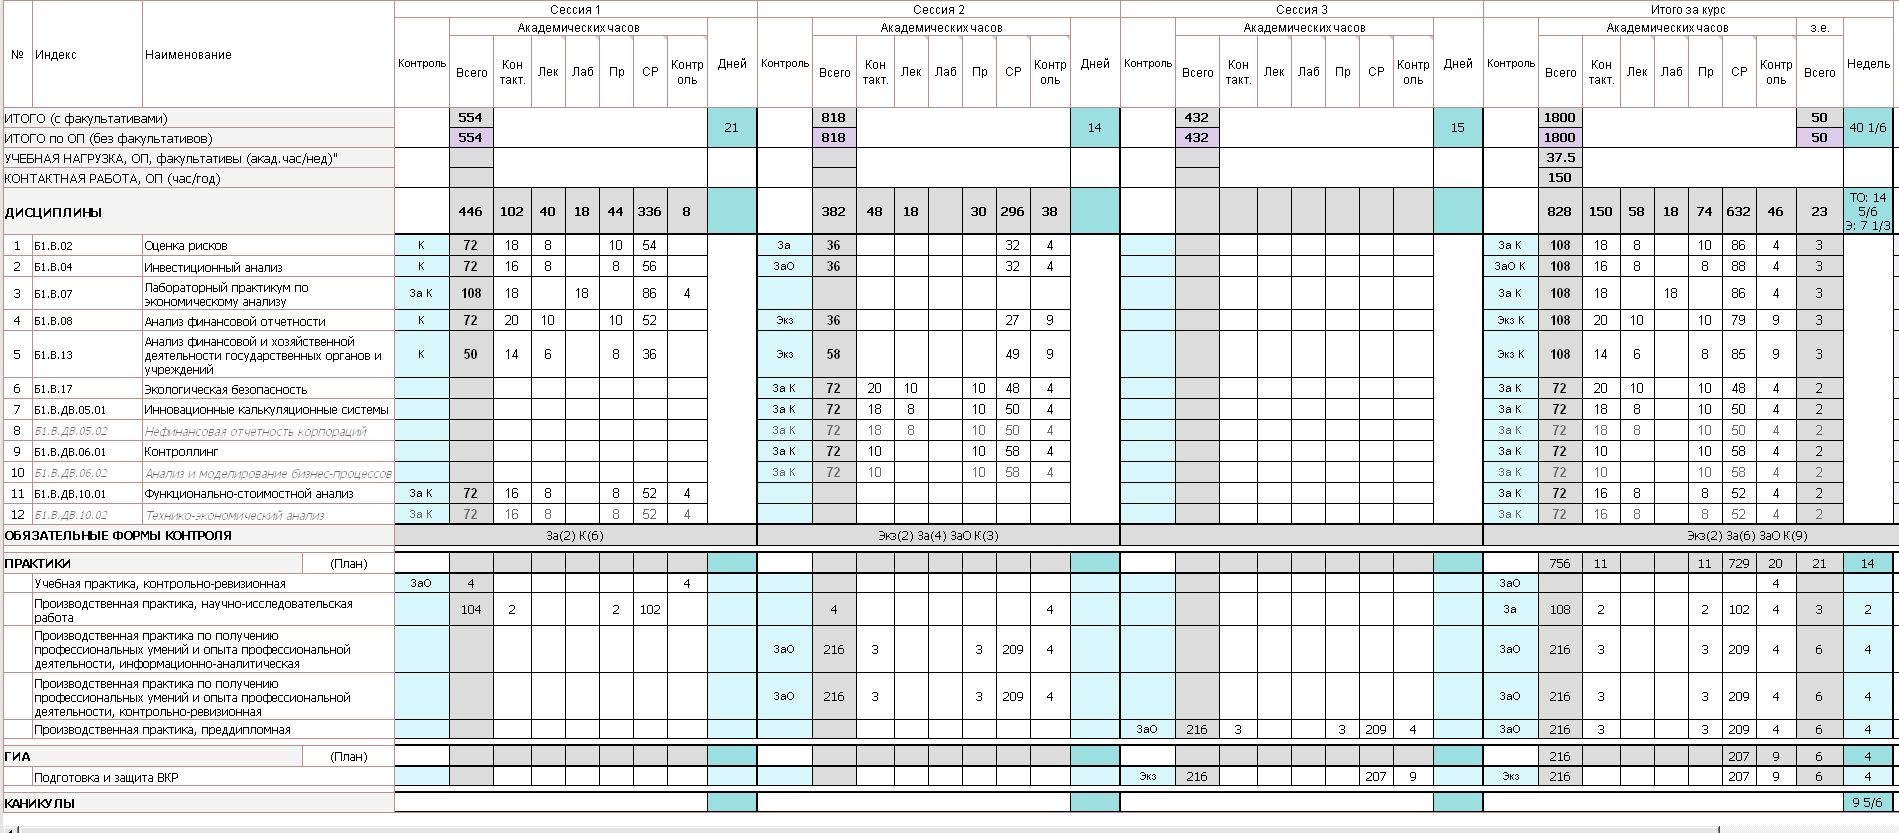 Сессия 1 Сессия 2 Сессия 3 Итого за курс
Академических часов Академических часов Академических часов Академических часов з.е.
№ Индекс Наименование Контроль Всего Кон такт. Лек Лаб Пр СР Контр оль Дней Контроль Всего Кон такт. Лек Лаб Пр СР Контр оль Дней Контроль Всего Кон такт. Лек Лаб Пр СР Контр оль Дней Контроль Всего Кон такт. Лек Лаб Пр СР Контр оль Всего Недель
ИТОГО (с факультативами) 554 21 818 14 432 15 1800 50 40 1/6
ИТОГО по ОП (без факультативов) 554 818 432 1800 50
УЧЕБНАЯ НАГРУЗКА, ОП, факультативы (акад.час/нед)" 37.5
КОНТАКТНАЯ РАБОТА, ОП (час/год) 150
ДИСЦИПЛИНЫ 446 102 40 18 44 336 8 382 48 18 30 296 38 828 150 58 18 74 632 46 23 ТО: 14 5/6 Э: 7 1/3
1 Б1.В.02 Оценка рисков К 72 18 8 10 54 За 36 32 4 За К 108 18 8 10 86 4 3
2 Б1.В.04 Инвестиционный анализ К 72 16 8 8 56 ЗаО 36 32 4 ЗаО К 108 16 8 8 88 4 3
3 Б1.В.07 Лабораторный практикум по
экономическому анализу За К 108 18 18 86 4 За К 108 18 18 86 4 3
4 Б1.В.08 Анализ финансовой отчетности К 72 20 10 10 52 Экз 36 27 9 Экз К 108 20 10 10 79 9 3
5 Б1.В.13 Анализ финансовой и хозяйственной
деятельности государственных органов и
учреждений К 50 14 6 8 36 Экз 58 49 9 Экз К 108 14 6 8 85 9 3
6 Б1.В.17 Экологическая безопасность За К 72 20 10 10 48 4 За К 72 20 10 10 48 4 2
7 Б1.В.ДВ.05.01 Инновационные калькуляционные системы За К 72 18 8 10 50 4 За К 72 18 8 10 50 4 2
8 Б1.В.ДВ.05.02 Нефинансовая отчетность корпораций За К 72 18 8 10 50 4 За К 72 18 8 10 50 4 2
9 Б1.В.ДВ.06.01 Контроллинг За К 72 10 10 58 4 За К 72 10 10 58 4 2
10 Б1.В.ДВ.06.02 Анализ и моделирование бизнес-процессов За К 72 10 10 58 4 За К 72 10 10 58 4 2
11 Б1.В.ДВ.10.01 Функционально-стоимостной анализ За К 72 16 8 8 52 4 За К 72 16 8 8 52 4 2
12 Б1.В.ДВ.10.02 Технико-экономический анализ За К 72 16 8 8 52 4 За К 72 16 8 8 52 4 2
ОБЯЗАТЕЛЬНЫЕ ФОРМЫ КОНТРОЛЯ За(2) К(6) Экз(2) За(4) ЗаО К(3) Экз(2) За(6) ЗаО К(9)
ПРАКТИКИ (План) 756 11 11 729 20 21 14
Учебная практика, контрольно-ревизионная ЗаО 4 4 ЗаО 4
Производственная практика, научно-исследовательская
работа 104 2 2 102 4 4 За 108 2 2 102 4 3 2
Производственная практика по получению
профессиональных умений и опыта профессиональной
деятельности, информационно-аналитическая ЗаО 216 3 3 209 4 ЗаО 216 3 3 209 4 6 4
Производственная практика по получению
профессиональных умений и опыта профессиональной
деятельности, контрольно-ревизионная ЗаО 216 3 3 209 4 ЗаО 216 3 3 209 4 6 4
Производственная практика, преддипломная ЗаО 216 3 3 209 4 ЗаО 216 3 3 209 4 6 4
ГИА (План) 216 207 9 6 4
Подготовка и защита ВКР Экз 216 207 9 Экз 216 207 9 6 4
КАНИКУЛЫ 9 5/6